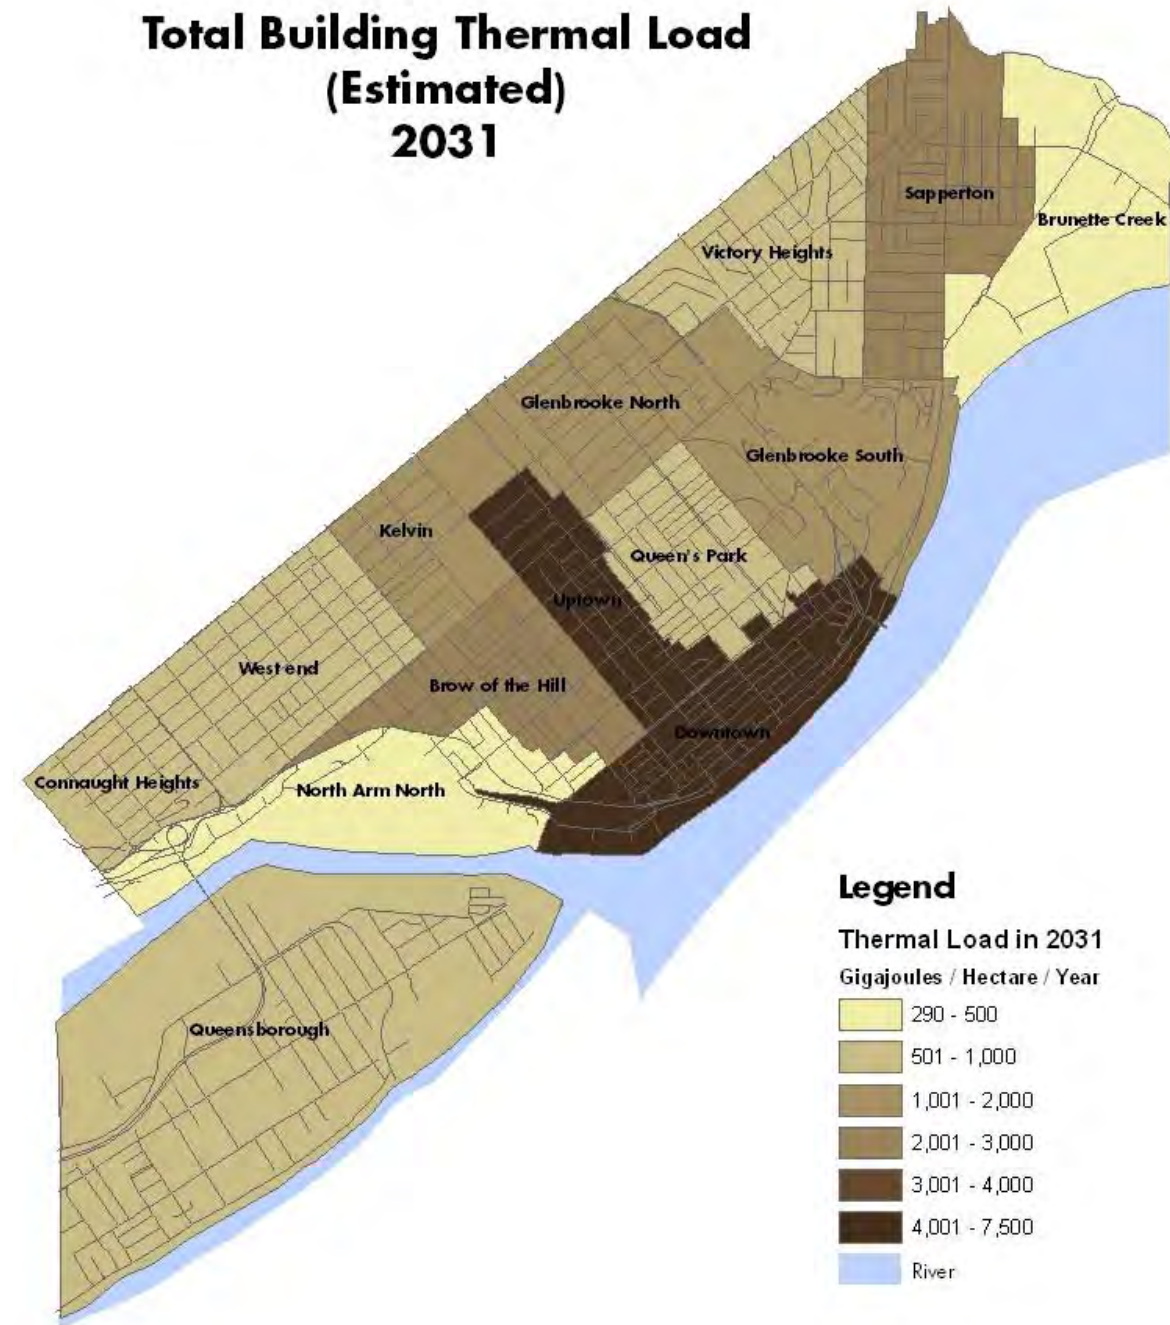 Total Building Thermal Load
(Estimated)
2031
Sapperton
Brunette Creek
Victory Heights
Glenbrooke North
Glenbrooke South
Kelvin
Queen's Park
Uptown
West end
Brow of the Hill
Downtown
Connaught Heights
North Arm North
Queensborough
Legend
Thermal Load in 2031
Gigajoules / Hectare / Year
290 - 500
501 - 1,000
1,001 - 2,000
2,001 - 3,000
3,001 - 4,000
4,001 - 7,500
River